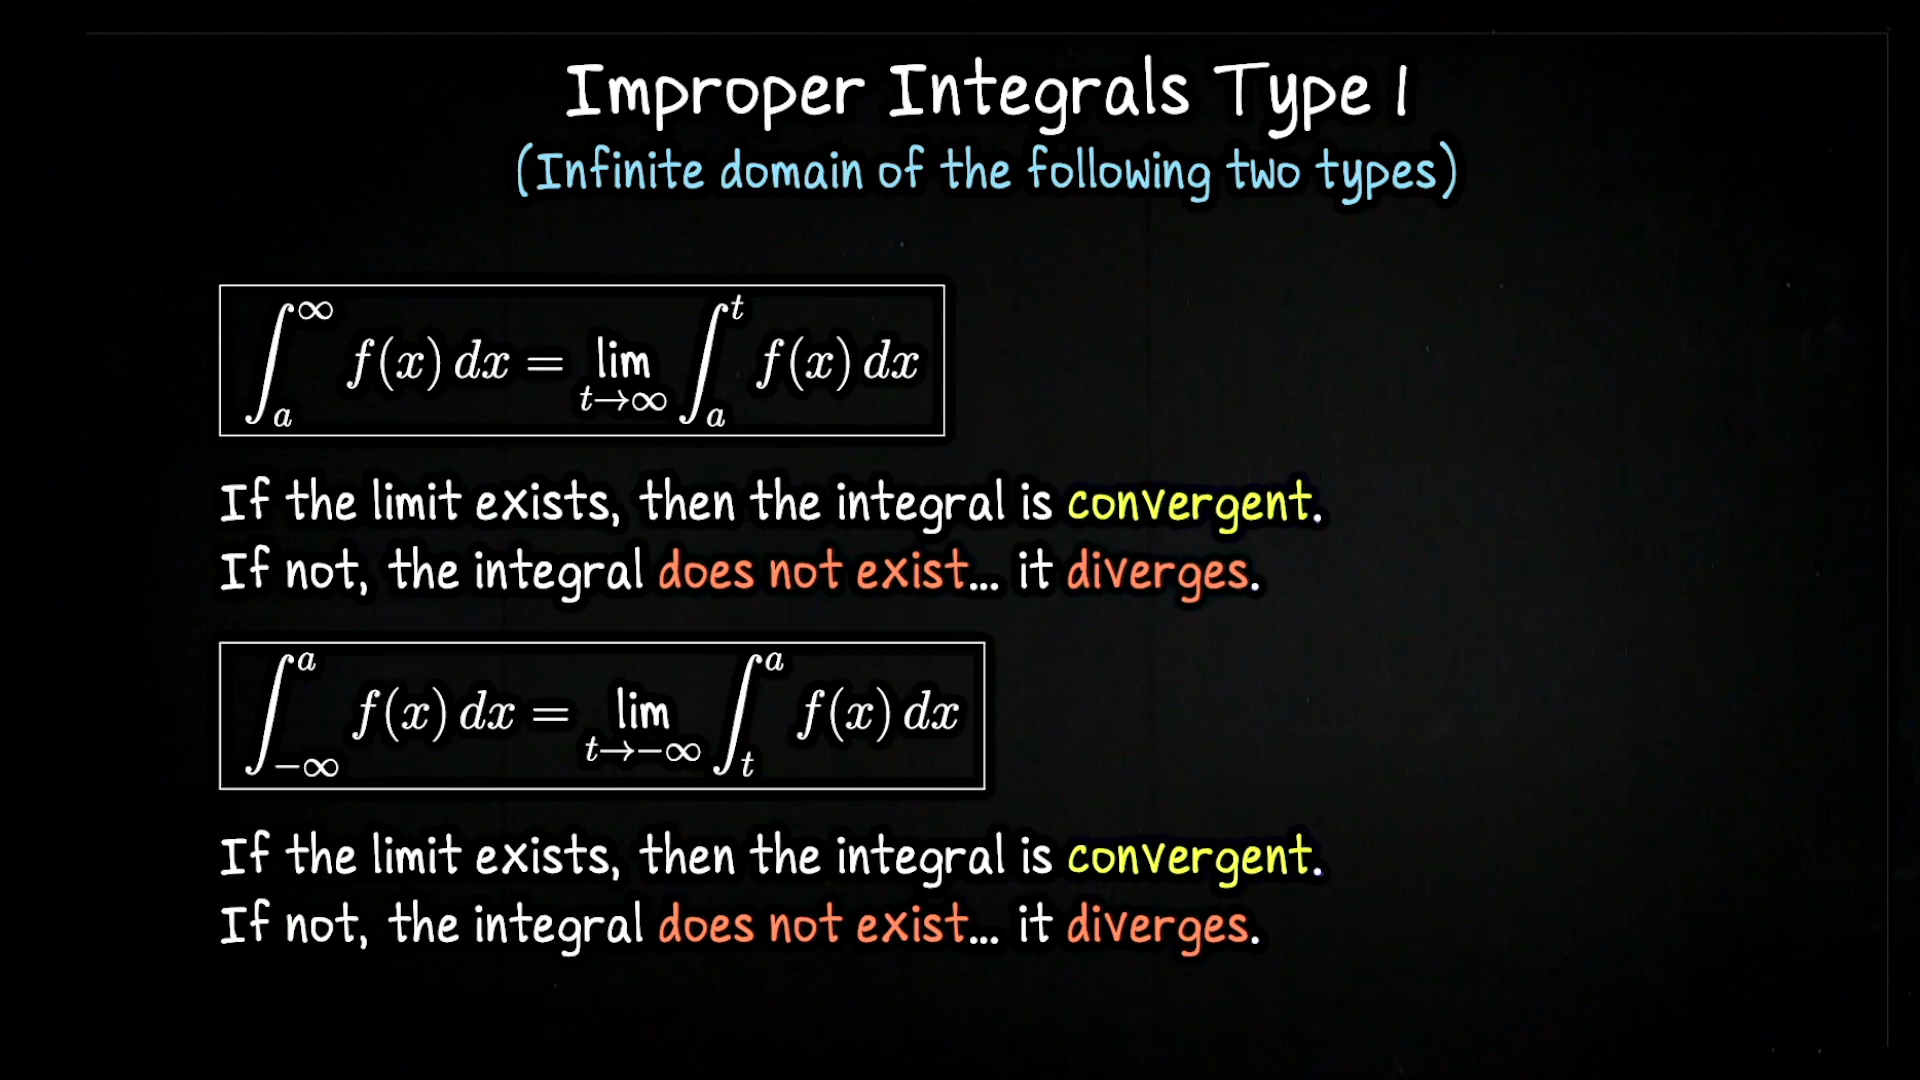 Improper Integrals Type 1
(Infinite domain of the following two types)
∫_a^∞ f(x) dx = lim_{t→∞} ∫_a^t f(x) dx
If the limit exists, then the integral is convergent.
If not, the integral does not exist... it diverges.
∫_{-∞}^a f(x) dx = lim_{t→-∞} ∫_t^a f(x) dx
If the limit exists, then the integral is convergent.
If not, the integral does not exist... it diverges.